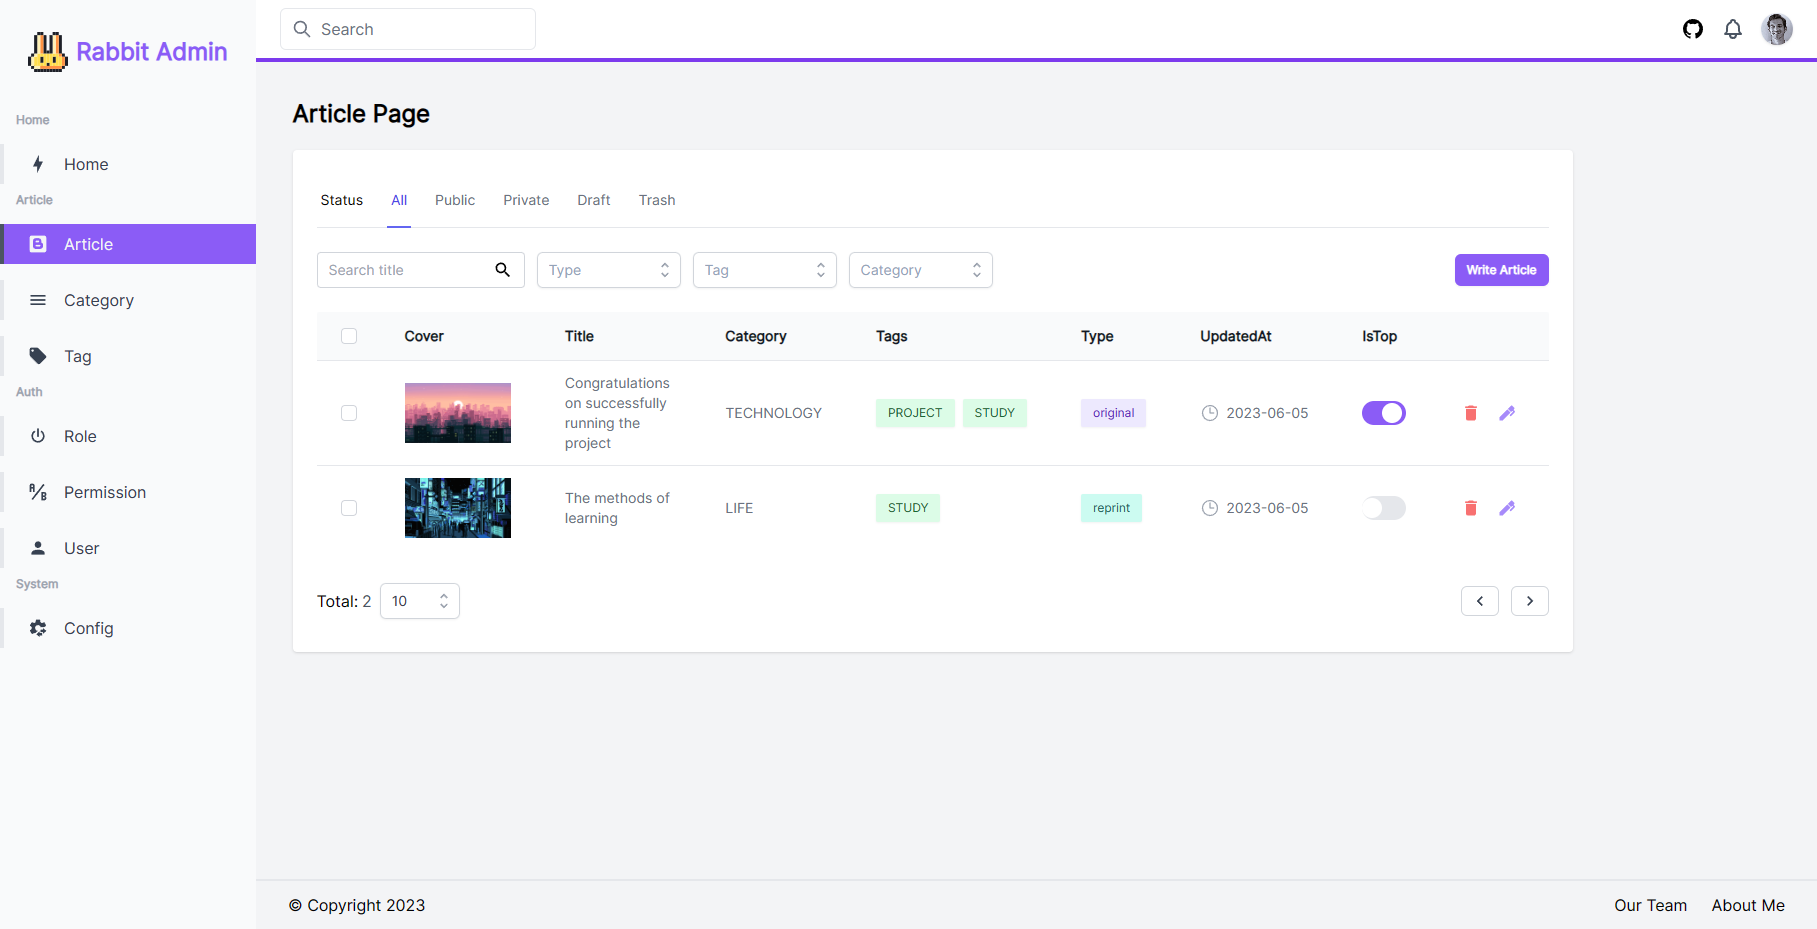 Rabbit Admin
Search
Home
Home
Article
Article
Category
Tag
Auth
Role
Permission
User
System
Config
Article Page
Status All Public Private Draft Trash
Search title Type Tag Category Write Article
Cover Title Category Tags Type UpdatedAt IsTop
Congratulations
on successfully
running the
project
TECHNOLOGY PROJECT STUDY original 2023-06-05
The methods of
learning
LIFE STUDY reprint 2023-06-05
Total: 2 10
© Copyright 2023 Our Team About Me